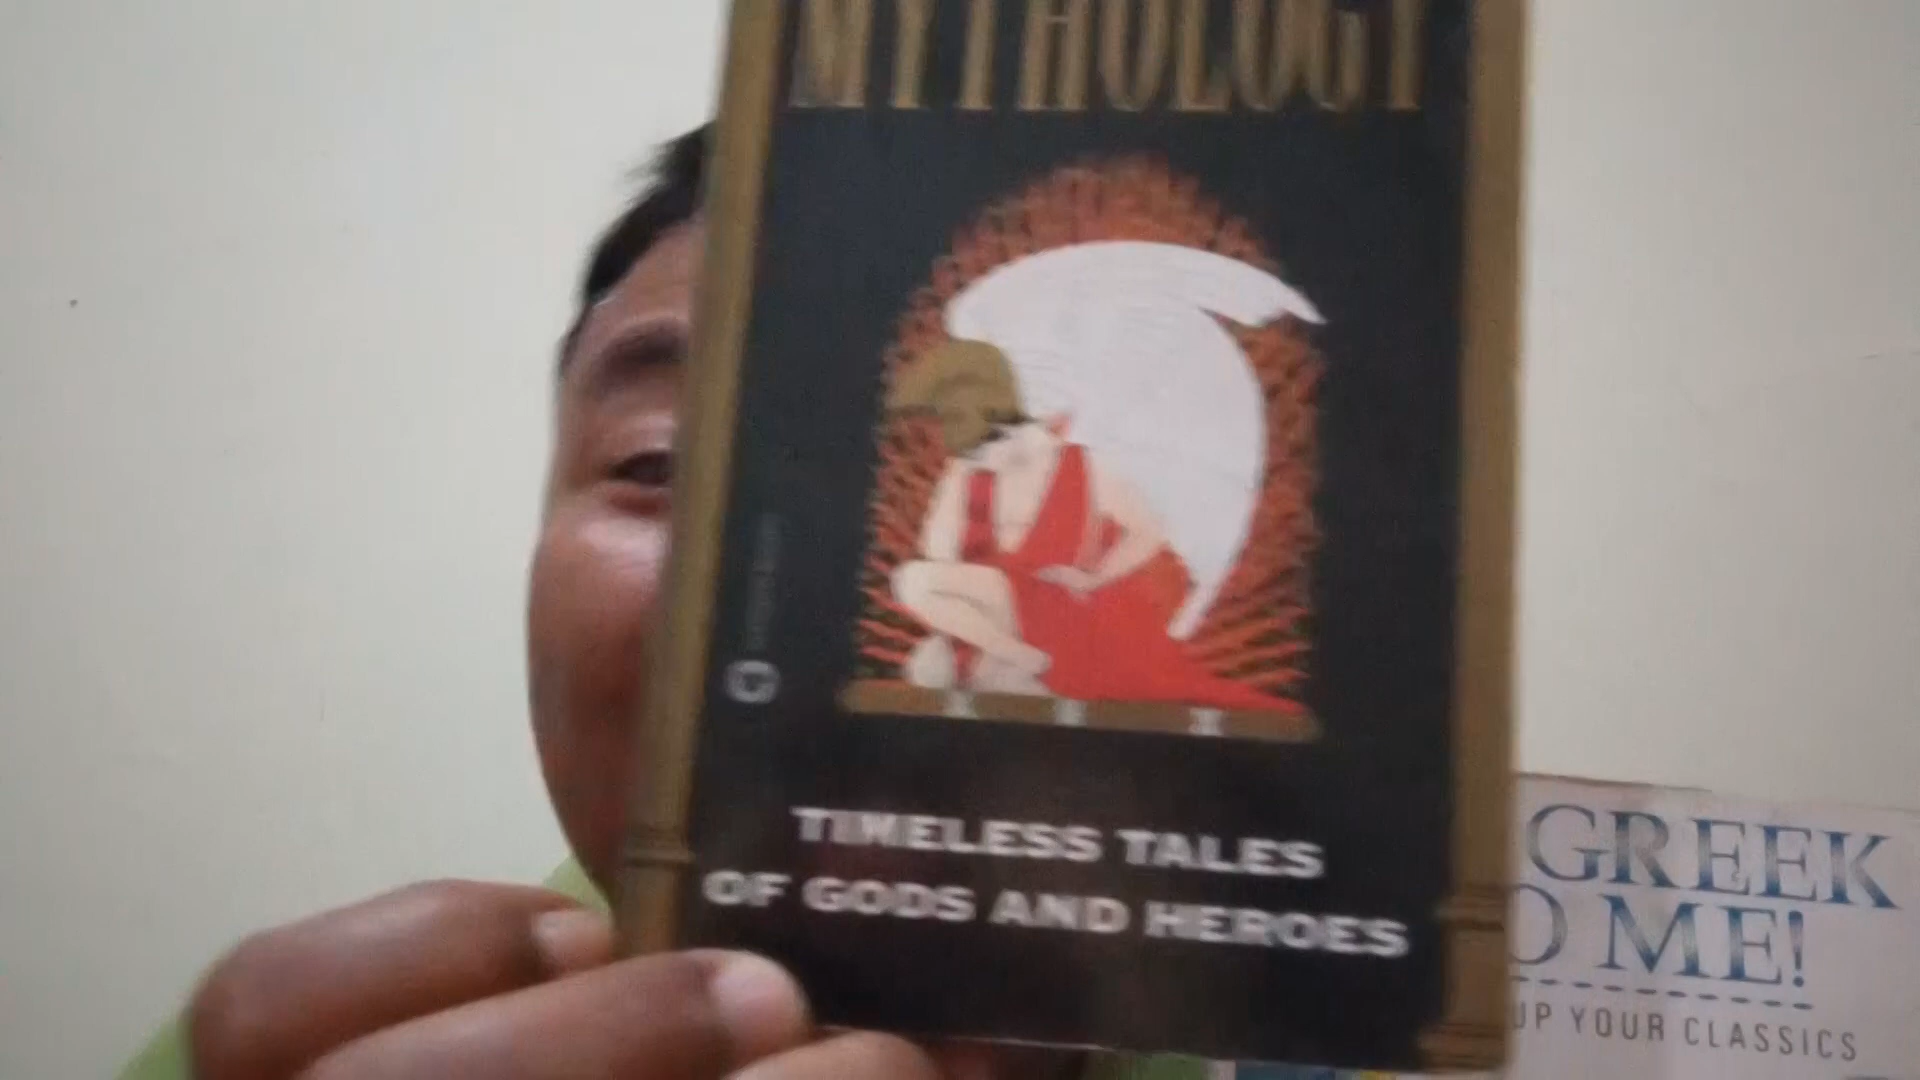 MYTHOLOGY
TIMELESS TALES
OF GODS AND HEROES
GREEK
O ME!
UP YOUR CLASSICS